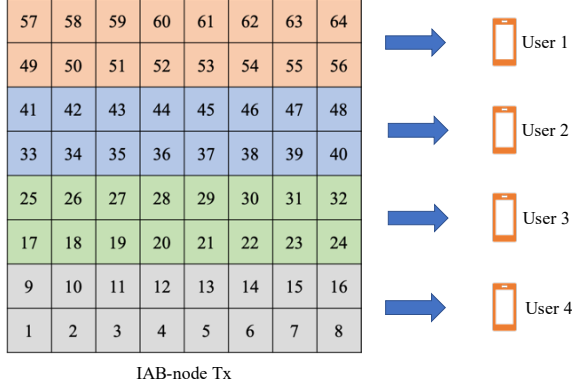 57 58 59 60 61 62 63 64
User 1
49 50 51 52 53 54 55 56
41 42 43 44 45 46 47 48
User 2
33 34 35 36 37 38 39 40
25 26 27 28 29 30 31 32
User 3
17 18 19 20 21 22 23 24
9 10 11 12 13 14 15 16
User 4
1 2 3 4 5 6 7 8
IAB-node Tx